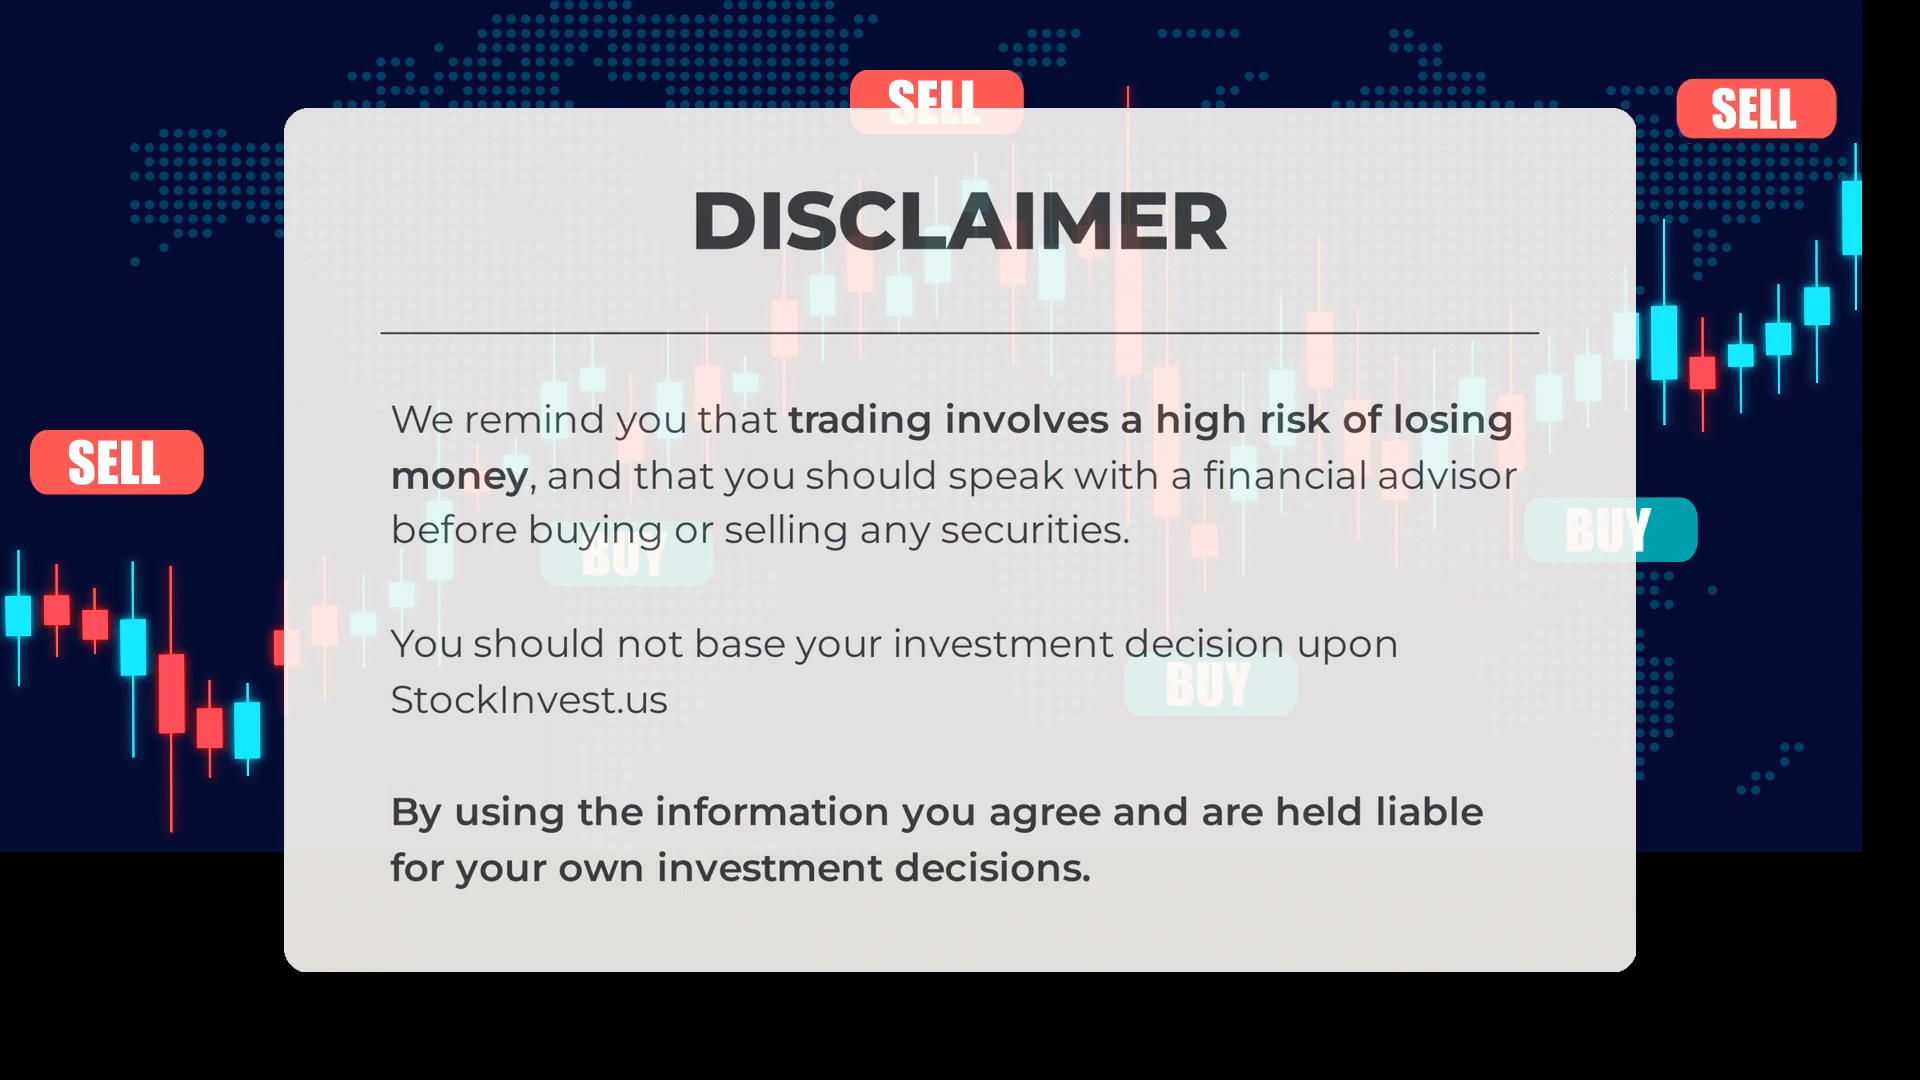 SELL
SELL
DISCLAIMER
We remind you that trading involves a high risk of losing
money, and that you should speak with a financial advisor
before buying or selling any securities.
SELL
BUY
BUY
You should not base your investment decision upon
StockInvest.us
BUY
By using the information you agree and are held liable
for your own investment decisions.